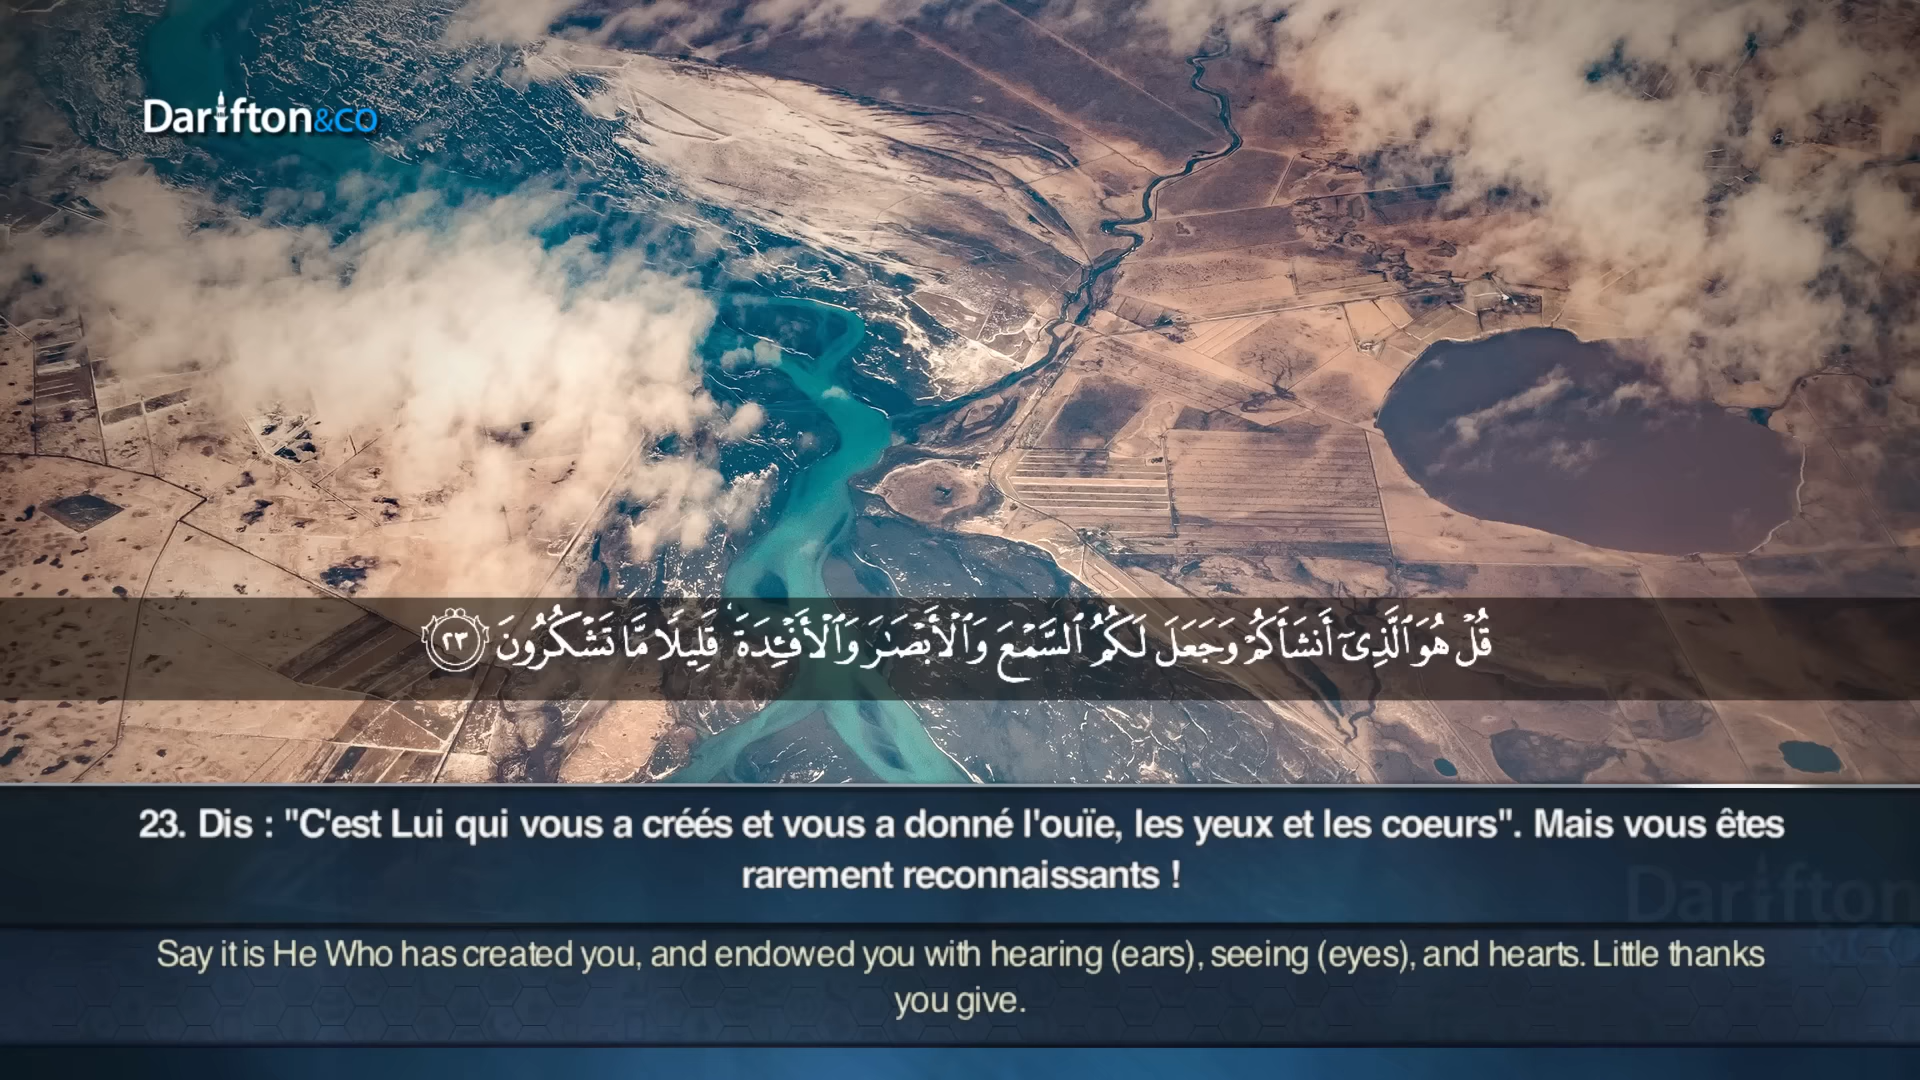 Darifton&co
قُلْ هُوَ ٱلَّذِىٓ أَنشَأَكُمْ وَجَعَلَ لَكُمُ ٱلسَّمْعَ وَٱلْأَبْصَـٰرَ وَٱلْأَفْـِٔدَةَ ۖ قَلِيلًا مَّا تَشْكُرُونَ ٢٣
23. Dis : "C'est Lui qui vous a créés et vous a donné l'ouïe, les yeux et les coeurs". Mais vous êtes
rarement reconnaissants !
Darifton
&co
Say it is He Who has created you, and endowed you with hearing (ears), seeing (eyes), and hearts. Little thanks
you give.